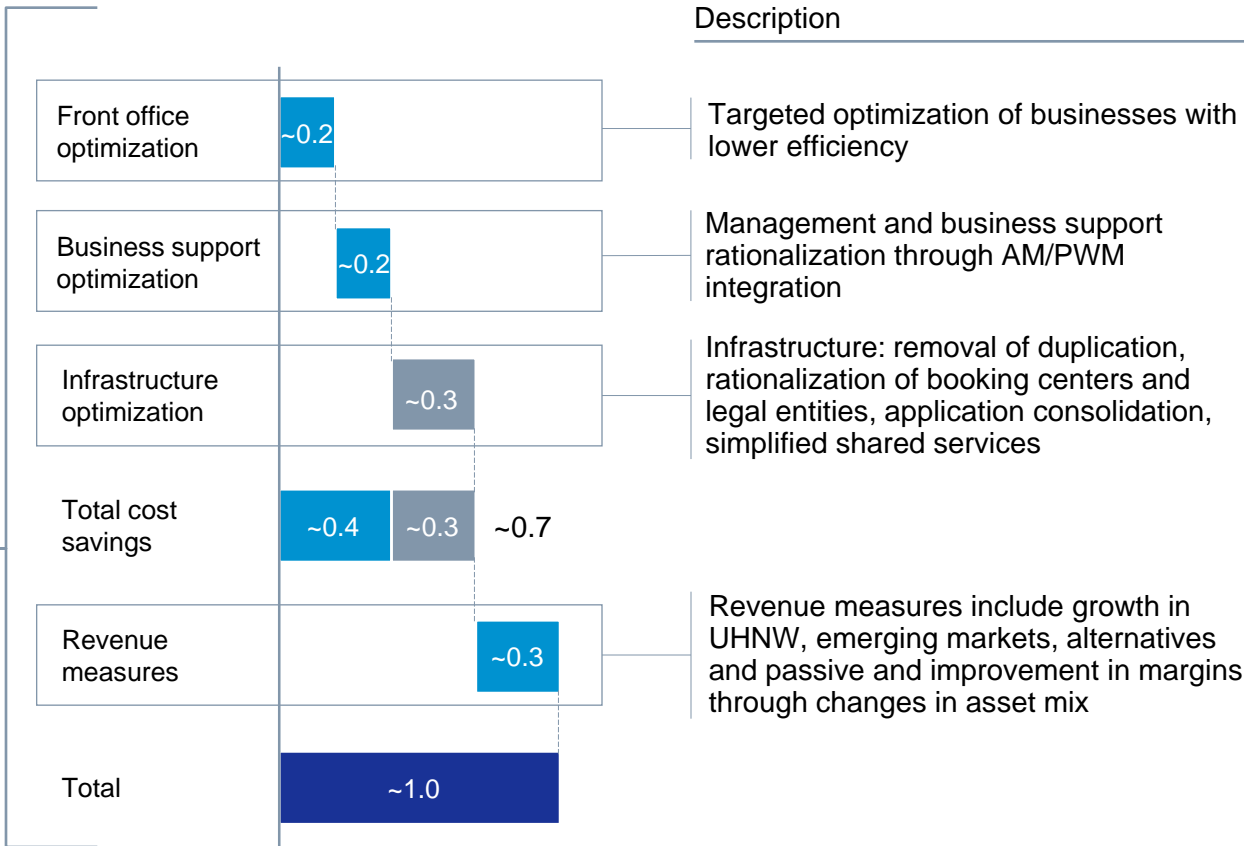 Description
Front office
optimization
~0.2
Targeted optimization of businesses with
lower efficiency
Business support
optimization
~0.2
Management and business support
rationalization through AM/PWM
integration
Infrastructure
optimization
~0.3
Infrastructure: removal of duplication,
rationalization of booking centers and
legal entities, application consolidation,
simplified shared services
Total cost
savings
~0.4
~0.3
~0.7
Revenue
measures
~0.3
Revenue measures include growth in
UHNW, emerging markets, alternatives
and passive and improvement in margins
through changes in asset mix
Total
~1.0